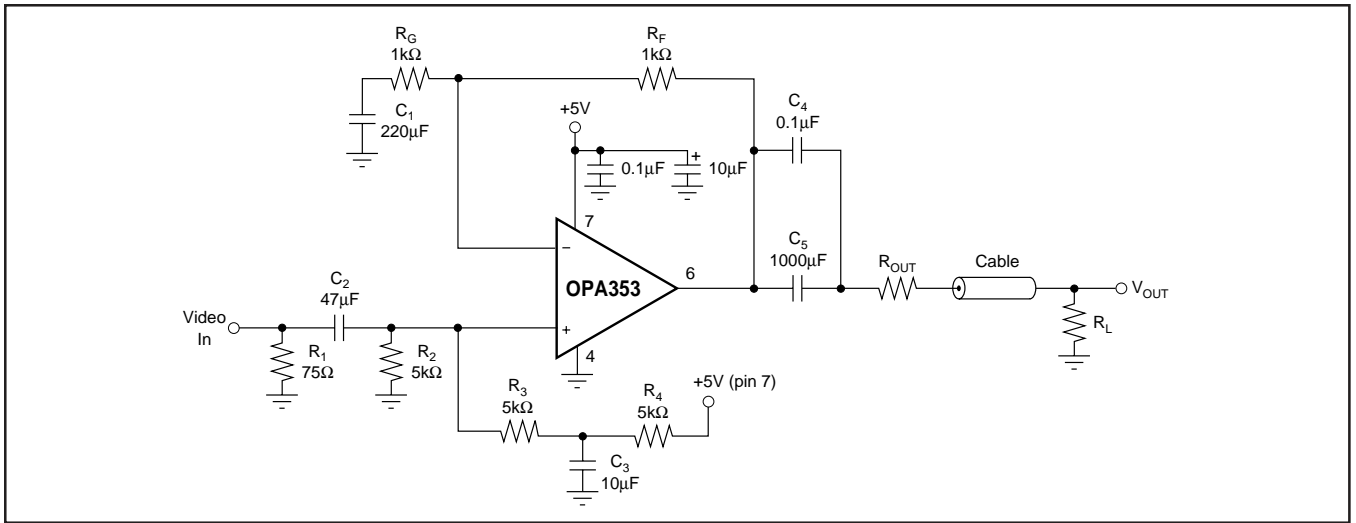 R_G
1kΩ
R_F
1kΩ
C_1
220μF
+5V
C_4
0.1μF
0.1μF
+
10μF
7
−
OPA353
6
C_5
1000μF
R_OUT
Cable
V_OUT
C_2
47μF
Video
In
+
4
R_L
R_1
75Ω
R_2
5kΩ
+5V (pin 7)
R_3
5kΩ
R_4
5kΩ
C_3
10μF